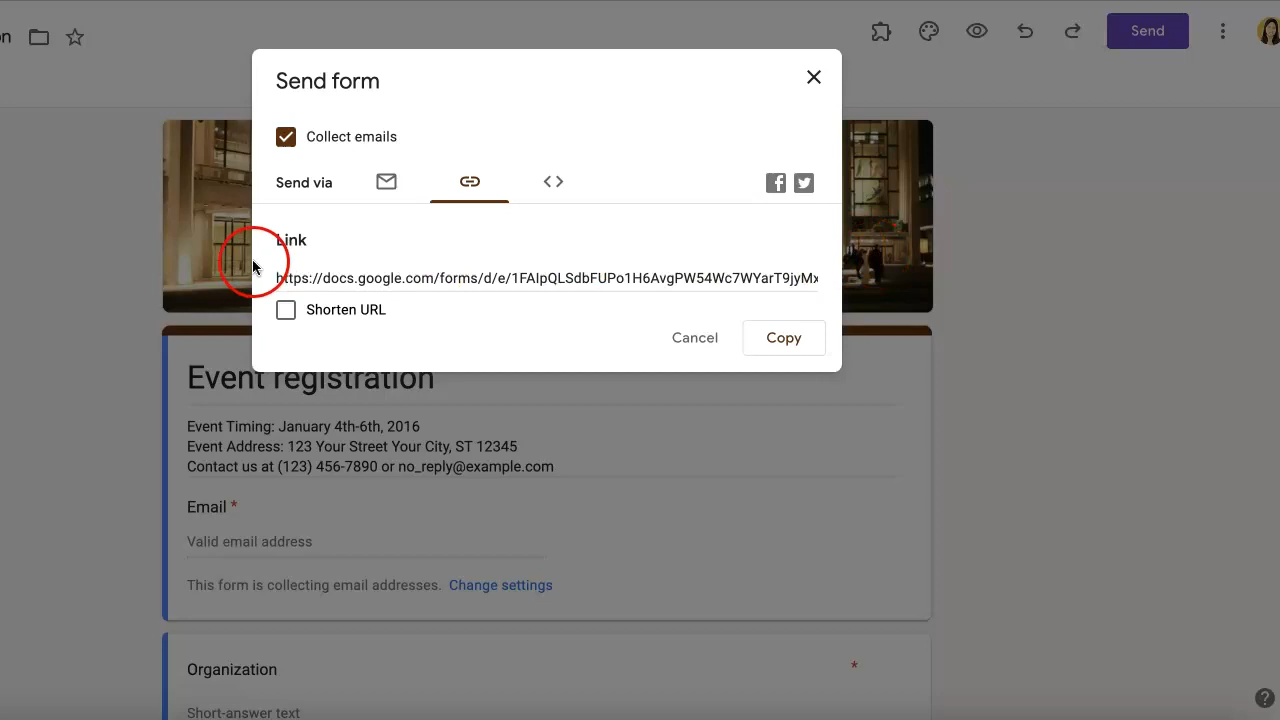 n
Send
Send form
Collect emails
Send via
Link
https://docs.google.com/forms/d/e/1FAIpQLSdbFUPo1H6AvgPW54Wc7WYarT9jyMx
Shorten URL
Cancel
Copy
Event registration
Event Timing: January 4th-6th, 2016
Event Address: 123 Your Street Your City, ST 12345
Contact us at (123) 456-7890 or no_reply@example.com
Email *
Valid email address
This form is collecting email addresses. Change settings
Organization *
Short-answer text